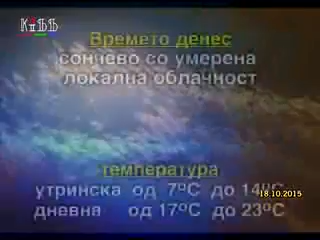 Времето денес
сончево со умерена
локална облачност
температура
утринска од 7ºC до 14ºC
дневна од 17ºC до 23ºC
18.10.2015